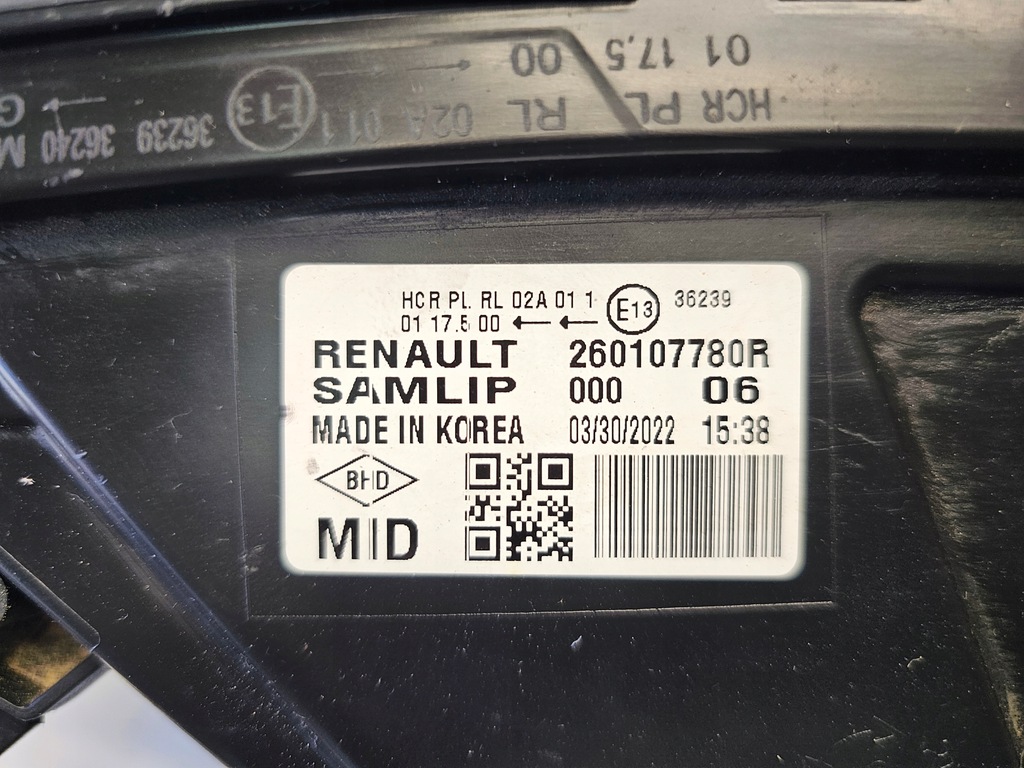 01 17.5 00
HCR PL RL 02A 01 1 E13 36239 36240 M
G
HCR PL RL 02A 01 1 E13 36239
01 17.5 00 ← ←
RENAULT 260107780R
SAMLIP 000 06
MADE IN KOREA 03/30/2022 15:38
BHD
MID